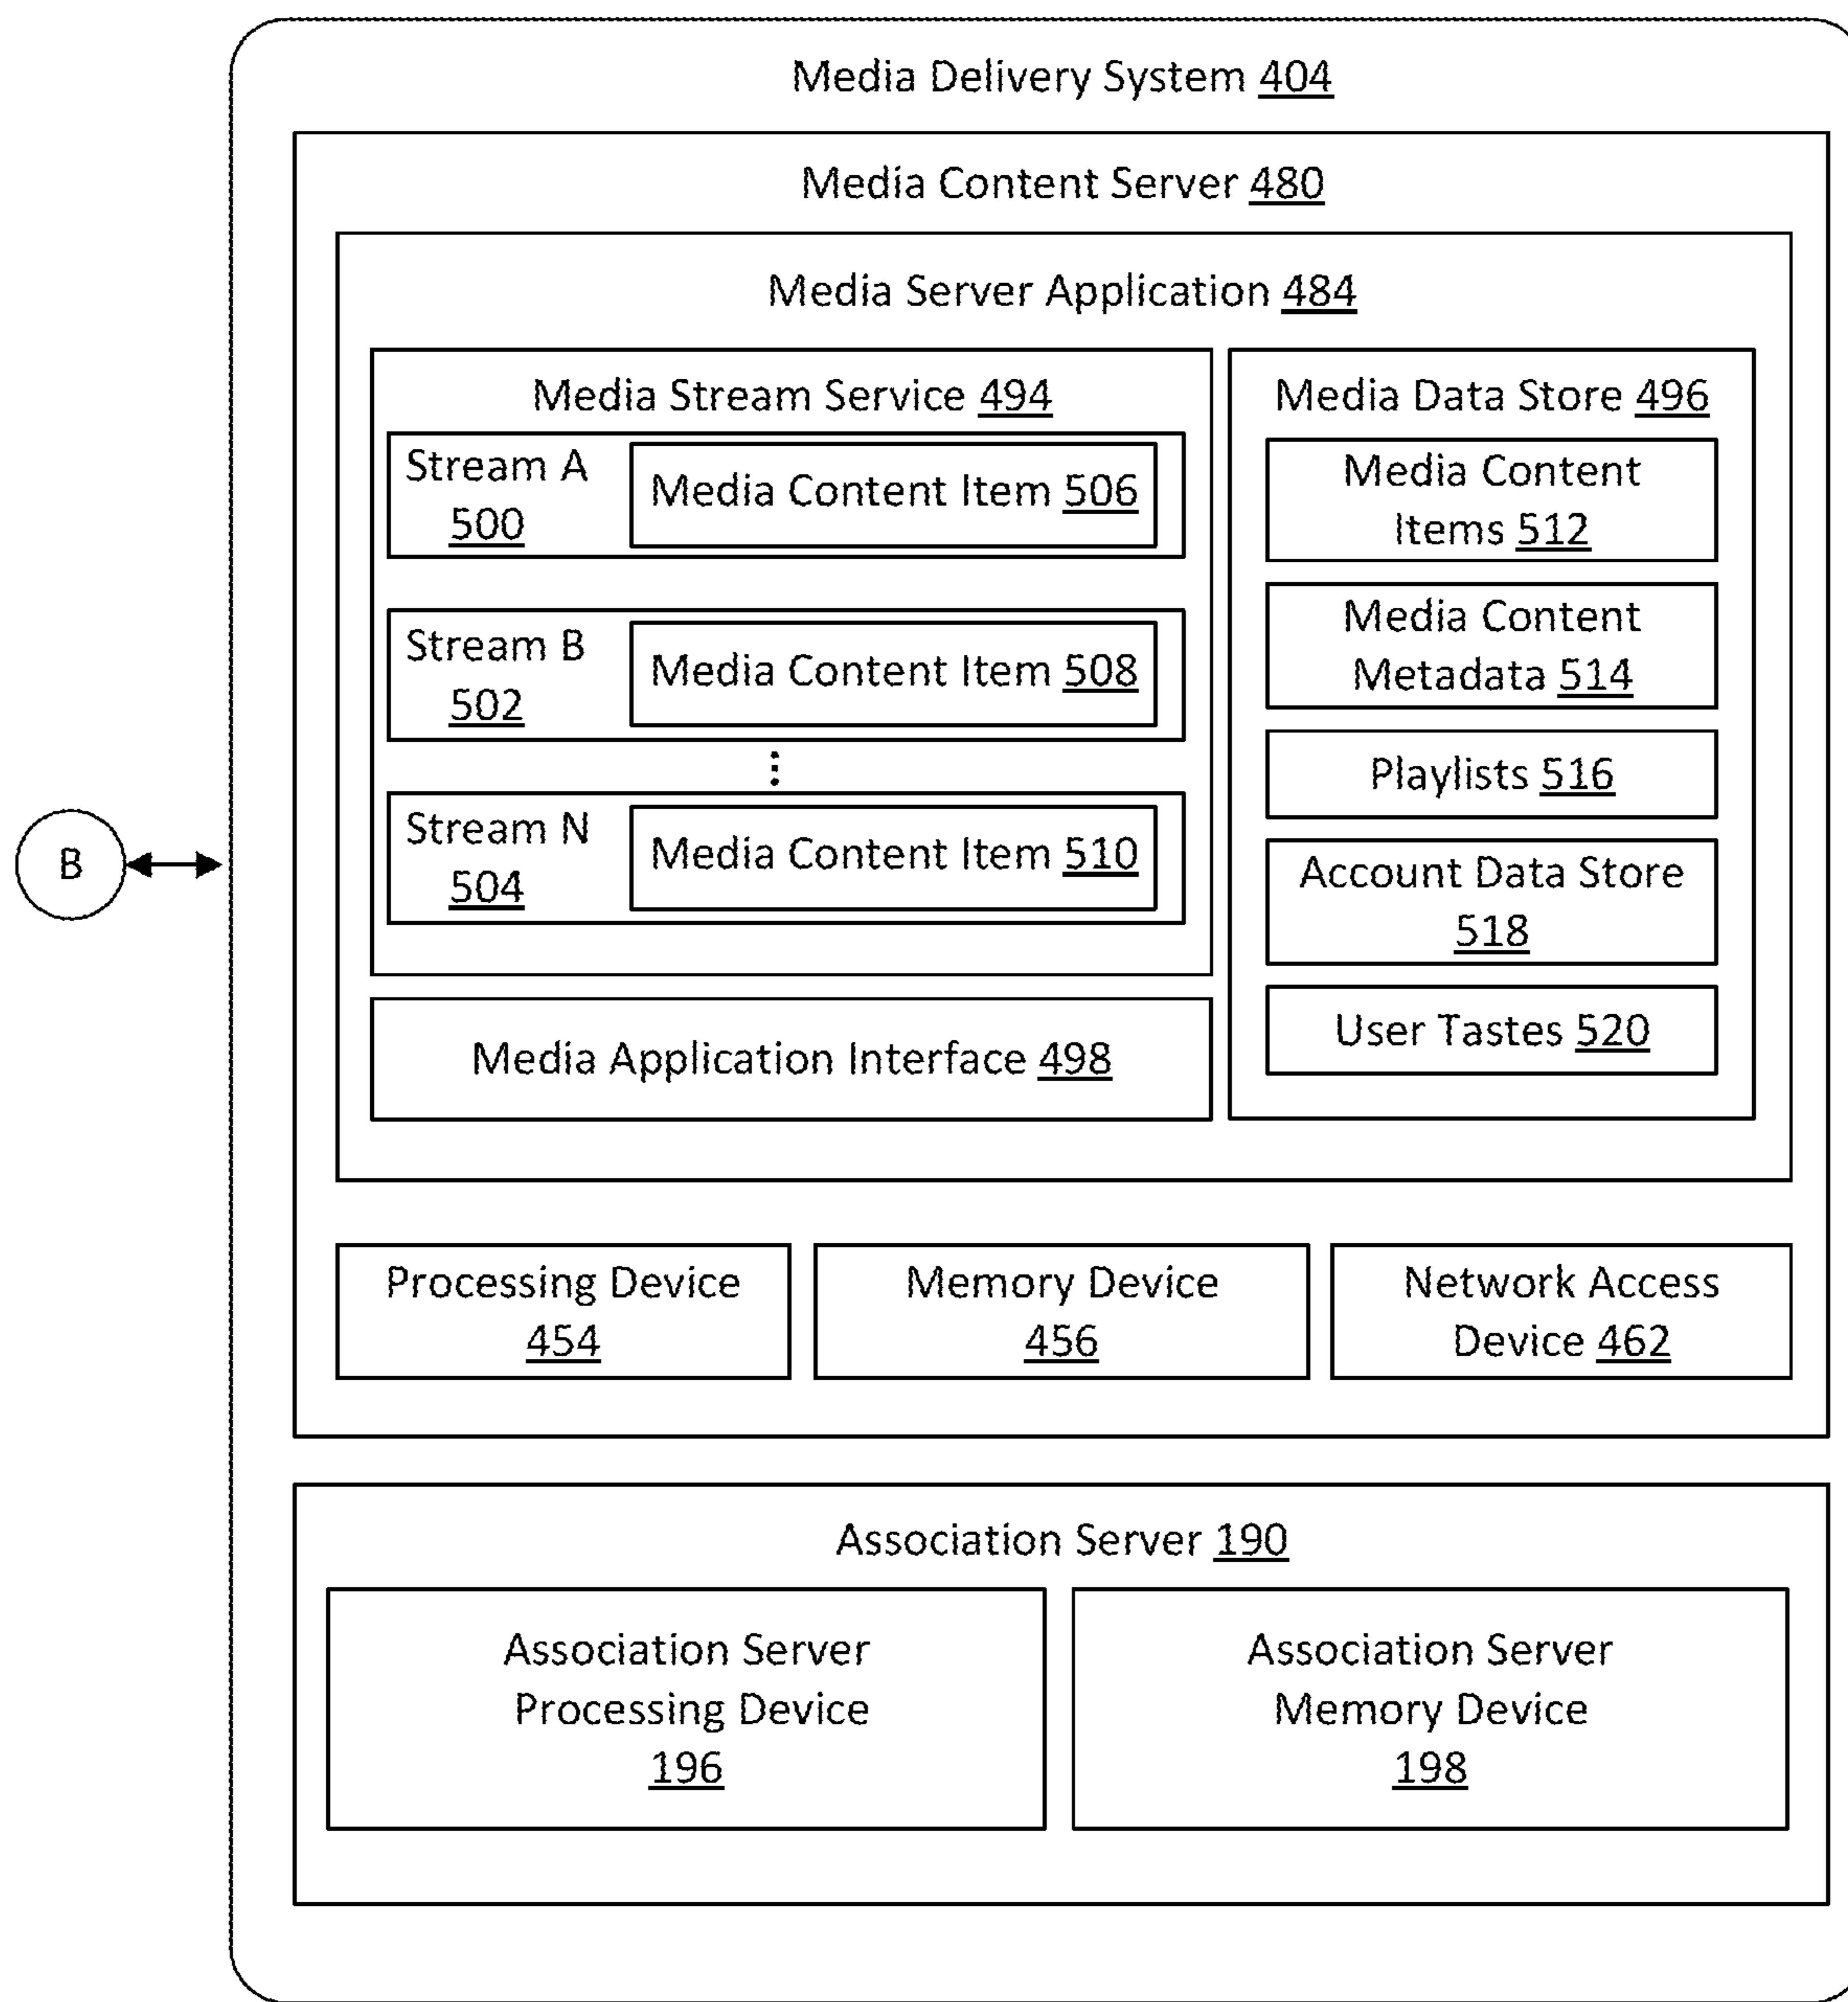 Media Delivery System 404
Media Content Server 480
Media Server Application 484
Media Stream Service 494
Stream A
500
Media Content Item 506
Stream B
502
Media Content Item 508
⋮
Stream N
504
Media Content Item 510
Media Application Interface 498
Media Data Store 496
Media Content
Items 512
Media Content
Metadata 514
Playlists 516
Account Data Store
518
User Tastes 520
B
Processing Device
454
Memory Device
456
Network Access
Device 462
Association Server 190
Association Server
Processing Device
196
Association Server
Memory Device
198